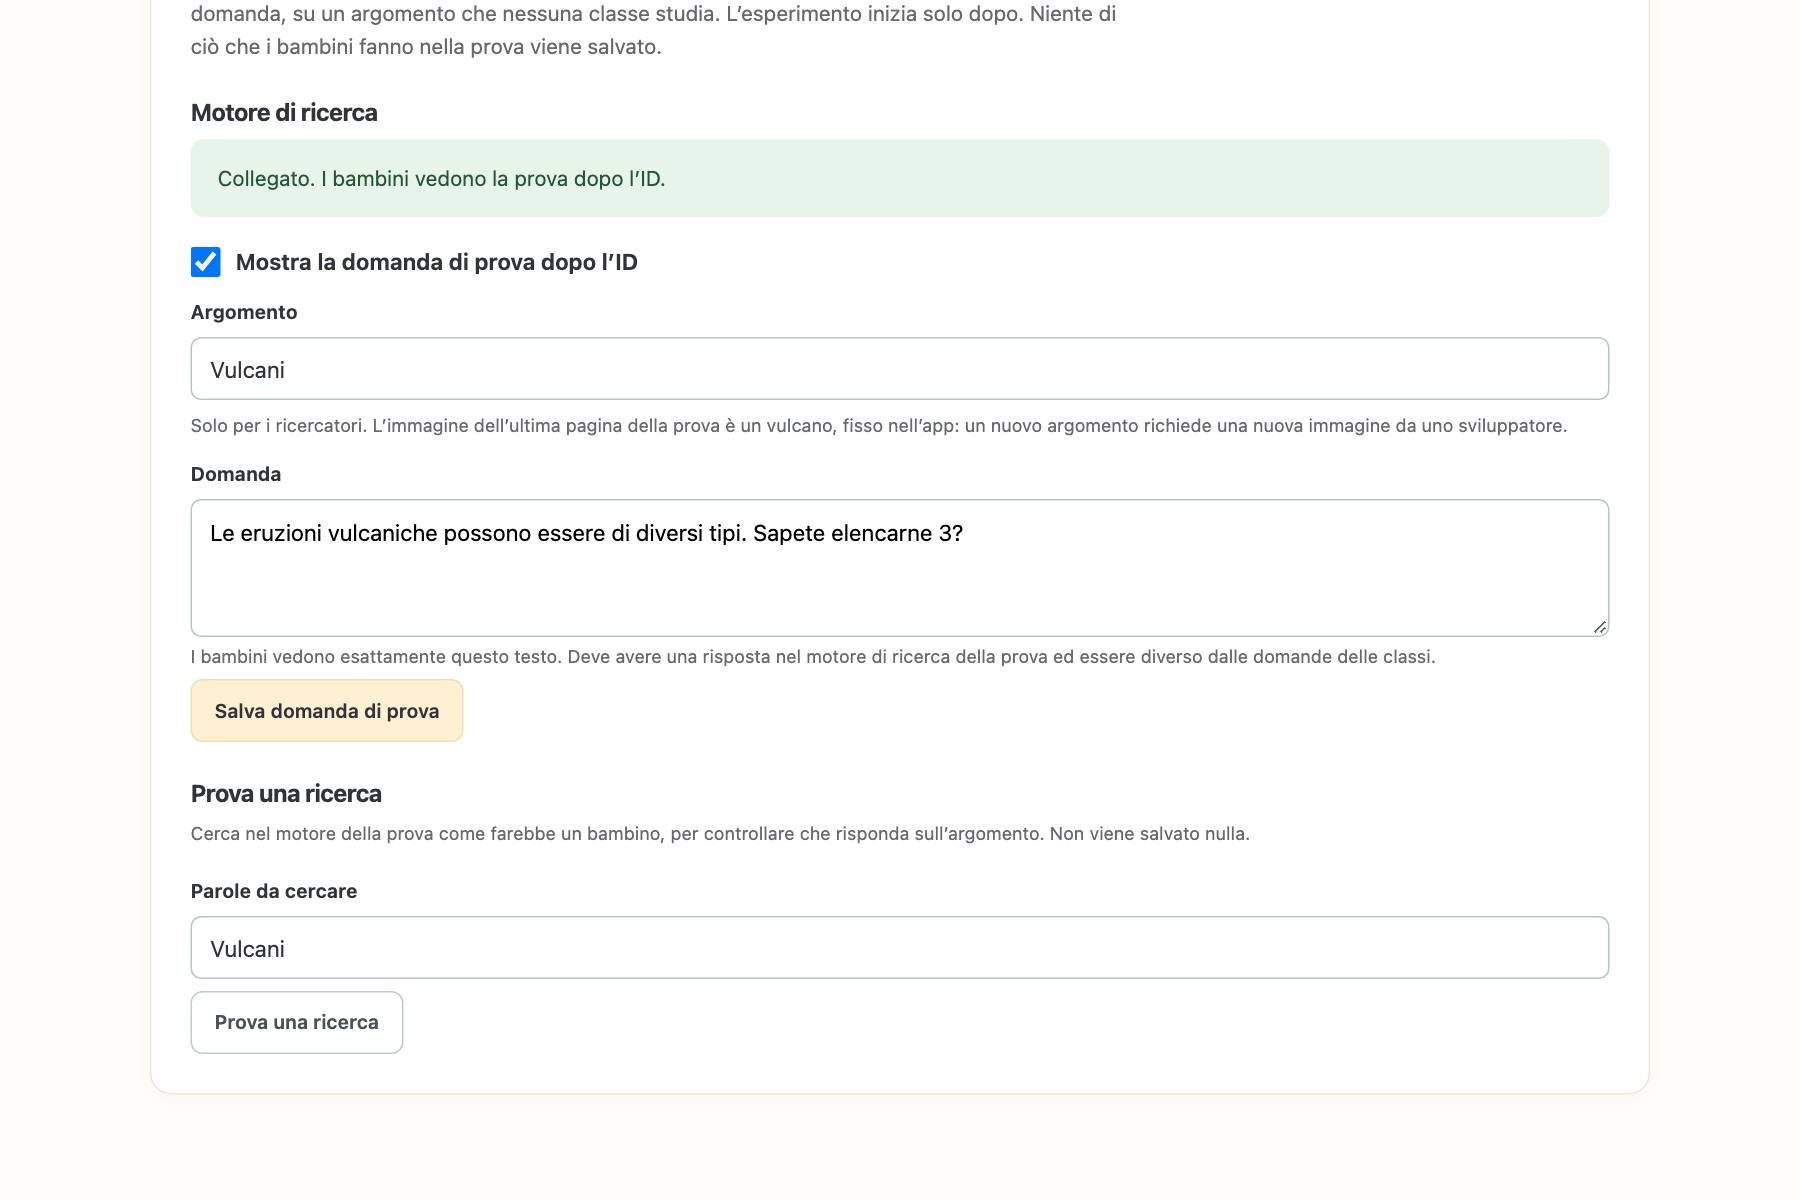 domanda, su un argomento che nessuna classe studia. L’esperimento inizia solo dopo. Niente di
ciò che i bambini fanno nella prova viene salvato.
Motore di ricerca
Collegato. I bambini vedono la prova dopo l’ID.
Mostra la domanda di prova dopo l’ID
Argomento
Vulcani
Solo per i ricercatori. L’immagine dell’ultima pagina della prova è un vulcano, fisso nell’app: un nuovo argomento richiede una nuova immagine da uno sviluppatore.
Domanda
Le eruzioni vulcaniche possono essere di diversi tipi. Sapete elencarne 3?
I bambini vedono esattamente questo testo. Deve avere una risposta nel motore di ricerca della prova ed essere diverso dalle domande delle classi.
Salva domanda di prova
Prova una ricerca
Cerca nel motore della prova come farebbe un bambino, per controllare che risponda sull’argomento. Non viene salvato nulla.
Parole da cercare
Vulcani
Prova una ricerca